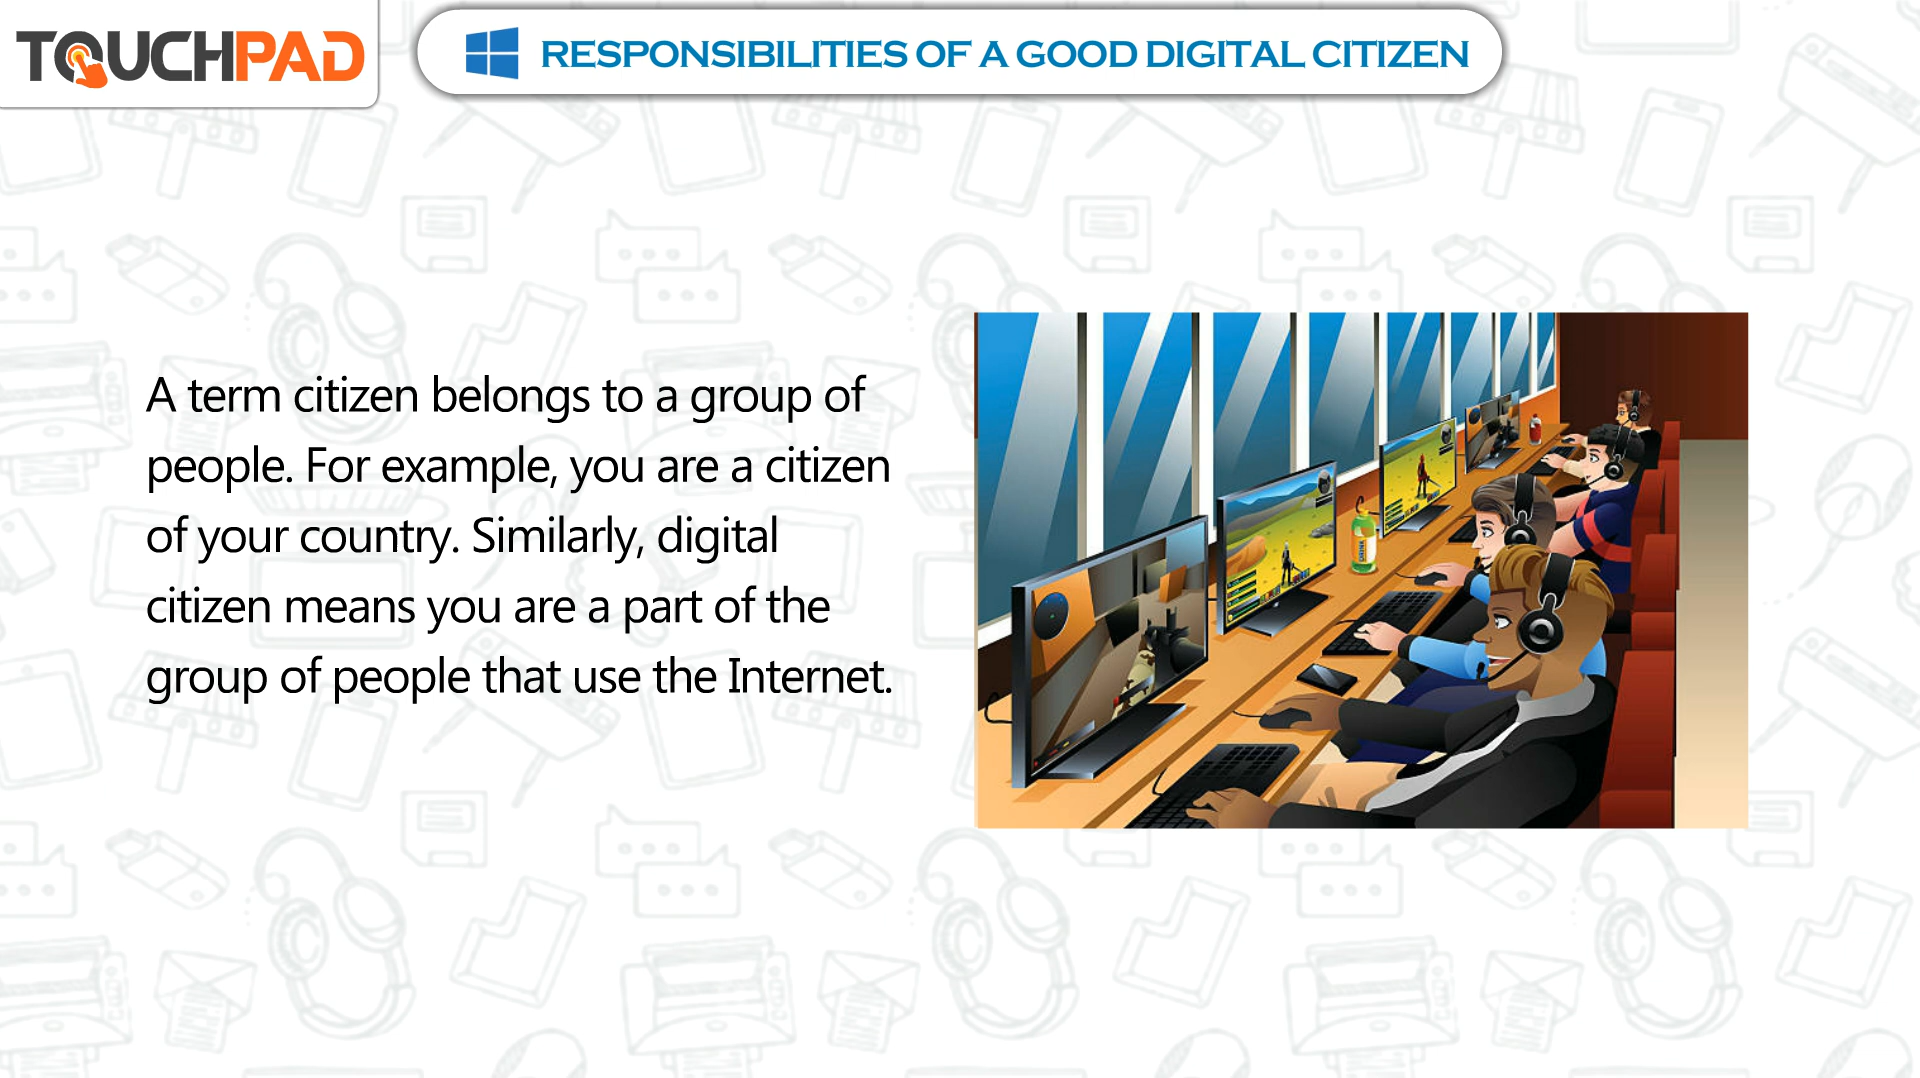 TOUCHPAD
RESPONSIBILITIES OF A GOOD DIGITAL CITIZEN
A term citizen belongs to a group of
people. For example, you are a citizen
of your country. Similarly, digital
citizen means you are a part of the
group of people that use the Internet.